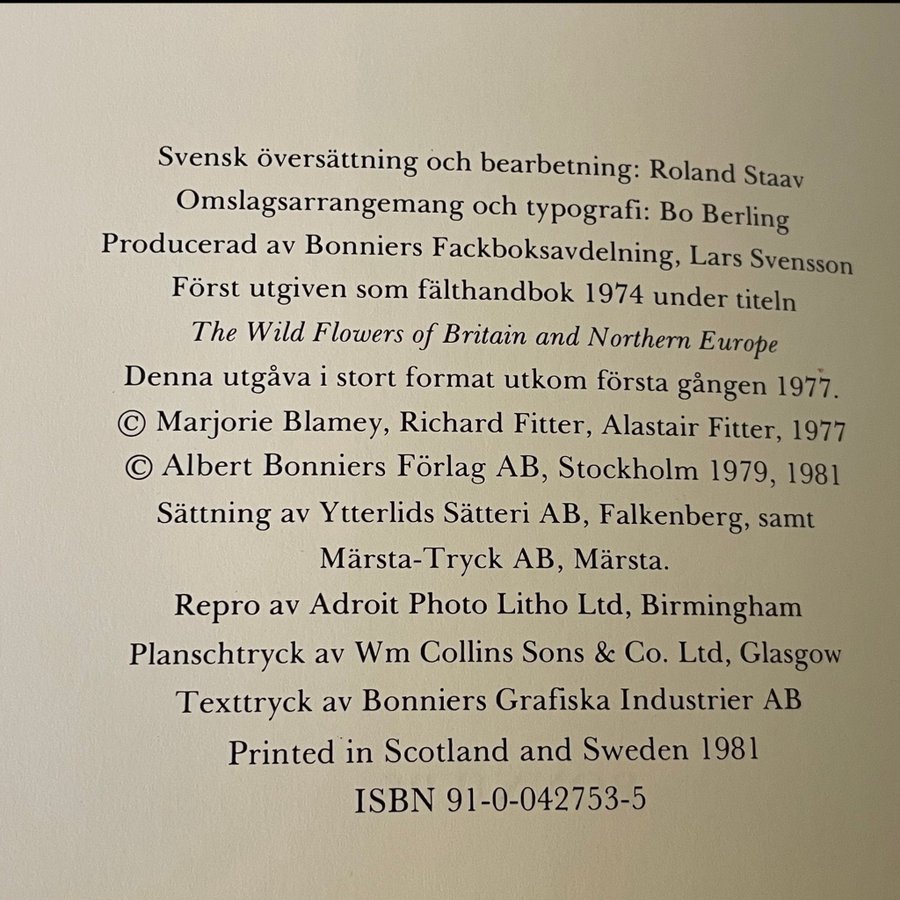 Svensk översättning och bearbetning: Roland Staav
Omslagsarrangemang och typografi: Bo Berling
Producerad av Bonniers Fackboksavdelning, Lars Svensson
Först utgiven som fälthandbok 1974 under titeln
The Wild Flowers of Britain and Northern Europe
Denna utgåva i stort format utkom första gången 1977.
© Marjorie Blamey, Richard Fitter, Alastair Fitter, 1977
© Albert Bonniers Förlag AB, Stockholm 1979, 1981
Sättning av Ytterlids Sätteri AB, Falkenberg, samt
Märsta-Tryck AB, Märsta.
Repro av Adroit Photo Litho Ltd, Birmingham
Planschtryck av Wm Collins Sons & Co. Ltd, Glasgow
Texttryck av Bonniers Grafiska Industrier AB
Printed in Scotland and Sweden 1981
ISBN 91-0-042753-5